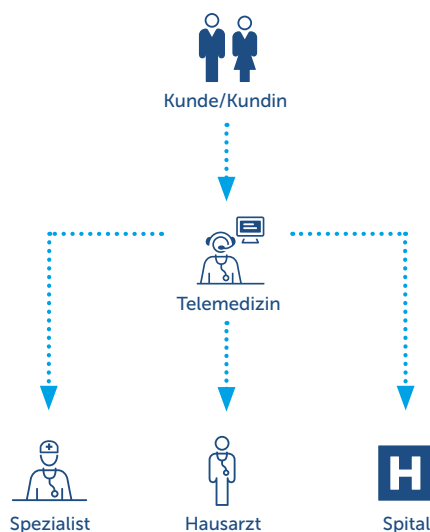 Kunde/Kundin
Telemedizin
Spezialist
Hausarzt
H
Spital